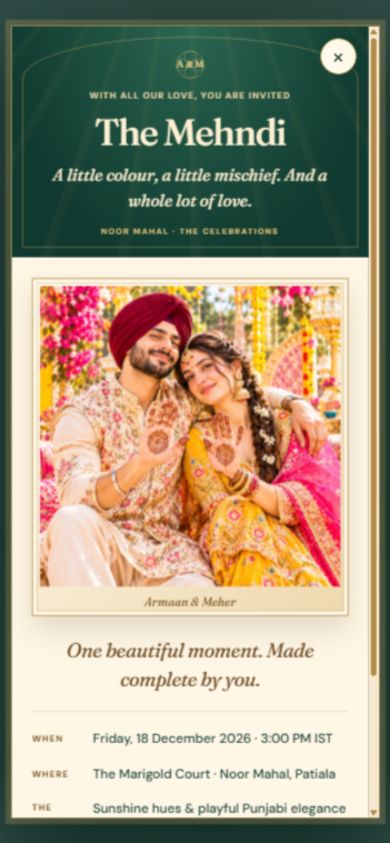 A&M
×
WITH ALL OUR LOVE, YOU ARE INVITED
The Mehndi
A little colour, a little mischief. And a
whole lot of love.
NOOR MAHAL · THE CELEBRATIONS
Armaan & Meher
One beautiful moment. Made
complete by you.
WHEN Friday, 18 December 2026 · 3:00 PM IST
WHERE The Marigold Court · Noor Mahal, Patiala
THE Sunshine hues & playful Punjabi elegance